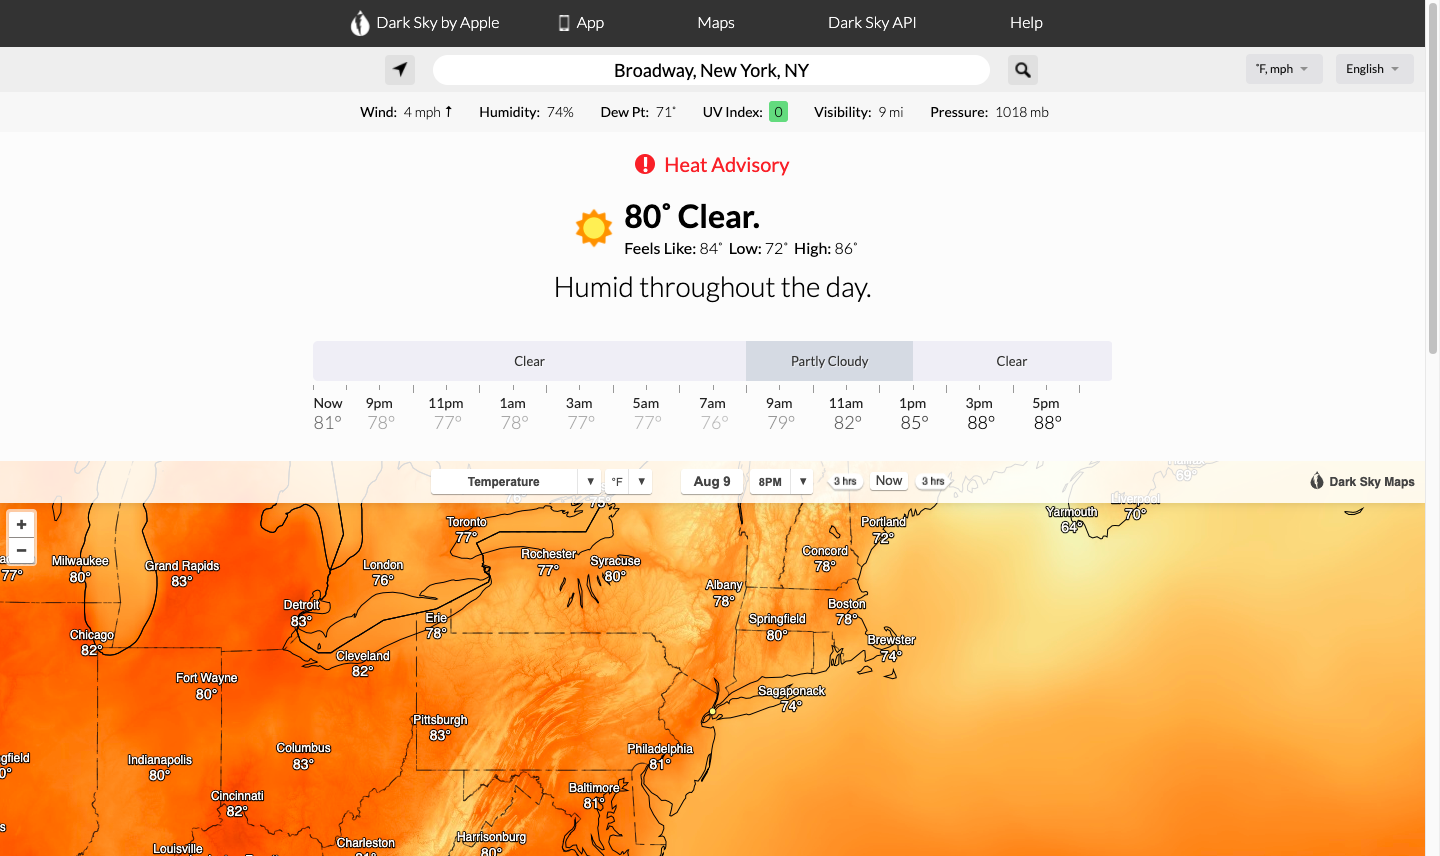 Dark Sky by Apple App Maps Dark Sky API Help
Broadway, New York, NY
˚F, mph English
Wind: 4 mph ↑ Humidity: 74% Dew Pt: 71˚ UV Index: 0 Visibility: 9 mi Pressure: 1018 mb
Heat Advisory
80˚ Clear.
Feels Like: 84˚ Low: 72˚ High: 86˚
Humid throughout the day.
Clear Partly Cloudy Clear
Now 9pm 11pm 1am 3am 5am 7am 9am 11am 1pm 3pm 5pm
81° 78° 77° 78° 77° 77° 76° 79° 82° 85° 88° 88°
Temperature ▼ °F ▼ Aug 9 8PM ▼ 3 hrs Now 3 hrs Dark Sky Maps
69°
Liverpool
70°
Yarmouth
64°
+
−
Toronto
77°
Portland
72°
77°
Milwaukee
80°
Grand Rapids
83°
London
76°
Rochester
77°
Syracuse
80°
Concord
78°
Albany
78°
Detroit
83°
Erie
78°
Springfield
80°
Boston
78°
Chicago
82°
Brewster
74°
Cleveland
82°
Fort Wayne
80°
Sagaponack
74°
Pittsburgh
83°
Columbus
83°
Philadelphia
81°
gfield
0°
Indianapolis
80°
Cincinnati
82°
Baltimore
81°
s
Harrisonburg
80°
Charleston
Louisville